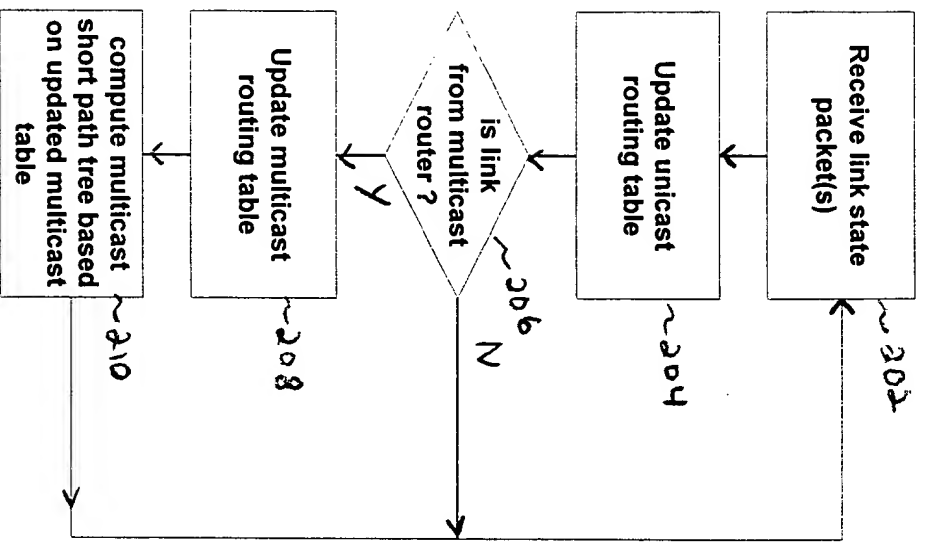 Receive link state
packet(s)
~202
Update unicast
routing table
~204
is link
from multicast
router ?
~206
N
Y
Update multicast
routing table
~208
compute multicast
short path tree based
on updated multicast
table
~210